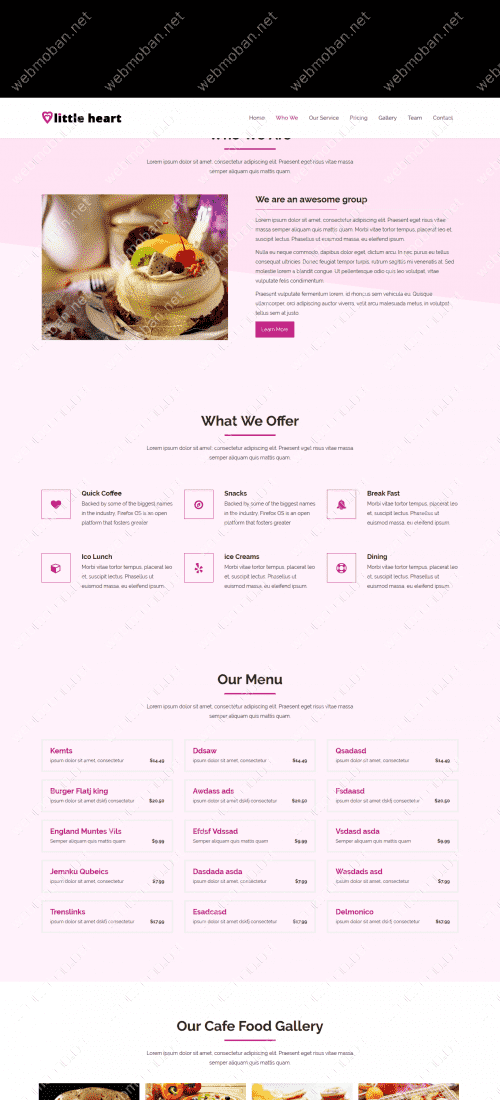 webmoban.net webmoban.net webmoban.net webmoban.net webmoban.net
little heart
Home Who We Our Service Pricing Gallery Team Contats
Who We Are
Lorem ipsum dolor sit amet, consectetur adipiscing elit. Praesent eget risus vitae massa
semper aliquam quis mattis quam.
We are an awesome group
Lorem ipsum dolor sit amet, consectetur adipiscing elit. Praesent eget risus vitae
massa semper aliquam quis mattis quam. Morbi vitae tortor tempus, placerat leo et,
suscipit lectus. Phasellus ut euismod massa, eu eleifend ipsum.
Nulla eu neque commodo, dapibus dolor eget, dictum arcu. In nec purus eu tellus
consequat ultricies. Donec feugiat tempor turpis, rutrum sagittis mi venenatis at. Sed
molestie lorem a blandit congue. Ut pellentesque odio quis leo volutpat, vitae
vulputate felis condimentum.
Praesent vulputate fermentum lorem, id rhoncus sem vehicula eu. Quisque
ullamcorper, orci adipiscing auctor viverra, velit arcu malesuada metus, in volutpat
tellus sem at justo.
Learn More
What We Offer
Lorem ipsum dolor sit amet, consectetur adipiscing elit. Praesent eget risus vitae massa
semper aliquam quis mattis quam.
Quick Coffee
Backed by some of the biggest names
in the industry, Firefox OS is an open
platform that fosters greater
Snacks
Backed by some of the biggest names
in the industry, Firefox OS is an open
platform that fosters greater
Break Fast
Morbi vitae tortor tempus, placerat leo
et, suscipit lectus. Phasellus ut
euismod massa, eu eleifend ipsum.
Ico Lunch
Morbi vitae tortor tempus, placerat leo
et, suscipit lectus. Phasellus ut
euismod massa, eu eleifend ipsum.
ice Creams
Morbi vitae tortor tempus, placerat leo
et, suscipit lectus. Phasellus ut
euismod massa, eu eleifend ipsum.
Dining
Morbi vitae tortor tempus, placerat leo
et, suscipit lectus. Phasellus ut
euismod massa, eu eleifend ipsum.
Our Menu
Lorem ipsum dolor sit amet, consectetur adipiscing elit. Praesent eget risus vitae massa
semper aliquam quis mattis quam.
Kemts Ddsaw Qsadasd
ipsum dolor sit amet, consectetur $14.49 ipsum dolor sit amet, consectetur $14.49 ipsum dolor sit amet, consectetur $14.49
Burger Flatj king Awdass ads Fsdaasd
ipsum dolor sit amet dskfj consectetur $20.50 ipsum dolor sit amet dskfj consectetur $20.50 ipsum dolor sit amet dskfj consectetur $20.50
England Muntes Vils Efdsf Vdssad Vsdasd asda
Semper aliquam quis mattis quam $9.99 Semper aliquam quis mattis quam $9.99 Semper aliquam quis mattis quam $9.99
Jemnku Qubeics Dasdada asda Wasdads asd
ipsum dolor sit amet, consectetur $7.99 ipsum dolor sit amet, consectetur $7.99 ipsum dolor sit amet, consectetur $7.99
Trenslinks Esadcasd Delmonico
ipsum dolor sit amet dskfj consectetur $17.99 ipsum dolor sit amet dskfj consectetur $17.99 ipsum dolor sit amet dskfj consectetur $17.99
Our Cafe Food Gallery
Lorem ipsum dolor sit amet, consectetur adipiscing elit. Praesent eget risus vitae massa
semper aliquam quis mattis quam.